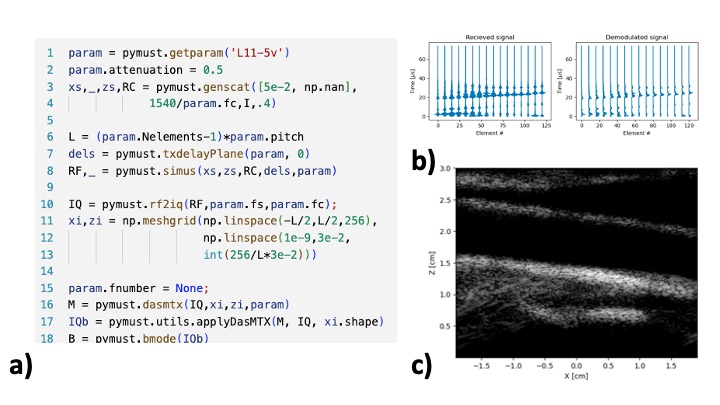 1 param = pymust.getparam('L11-5v')
2 param.attenuation = 0.5
3 xs,_,zs,RC = pymust.genscat([5e-2, np.nan],
4 1540/param.fc,I,.4)
5
6 L = (param.Nelements-1)*param.pitch
7 dels = pymust.txdelayPlane(param, 0)
8 RF,_ = pymust.simus(xs,zs,RC,dels,param)
9
10 IQ = pymust.rf2iq(RF,param.fs,param.fc);
11 xi,zi = np.meshgrid(np.linspace(-L/2,L/2,256),
12 np.linspace(1e-9,3e-2,
13 int(256/L*3e-2)))
14
15 param.fnumber = None;
16 M = pymust.dasmtx(IQ,xi,zi,param)
17 IQb = pymust.utils.applyDasMTX(M, IQ, xi.shape)
18 B = pymust.bmode(IQb)
a)
Recieved signal
Time [μs]
60
40
20
0
0 25 50 75 100 125
Element #
Demodulated signal
Time [μs]
60
40
20
0
0 20 40 60 80 100 120
Element #
b)
3.0
2.5
2.0
1.5
1.0
0.5
Z [cm]
-1.5 -1.0 -0.5 0.0 0.5 1.0 1.5
X [cm]
c)